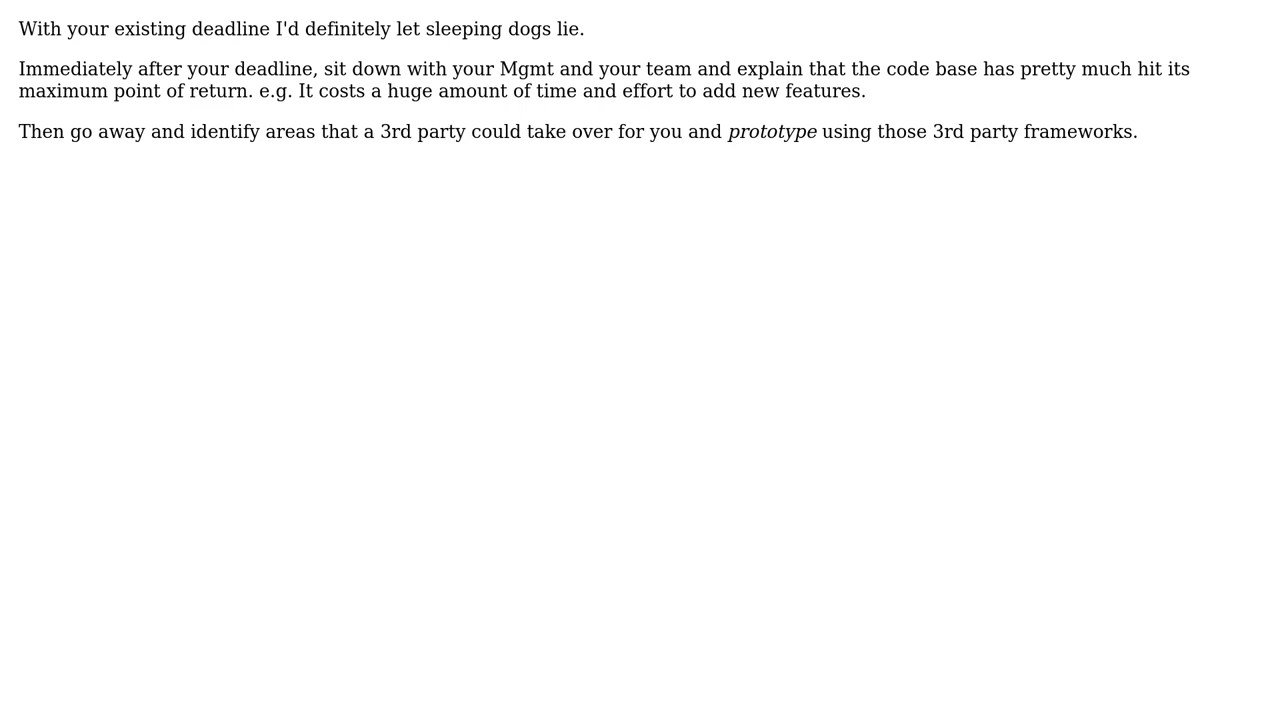 With your existing deadline I'd definitely let sleeping dogs lie.
Immediately after your deadline, sit down with your Mgmt and your team and explain that the code base has pretty much hit its
maximum point of return. e.g. It costs a huge amount of time and effort to add new features.
Then go away and identify areas that a 3rd party could take over for you and prototype using those 3rd party frameworks.